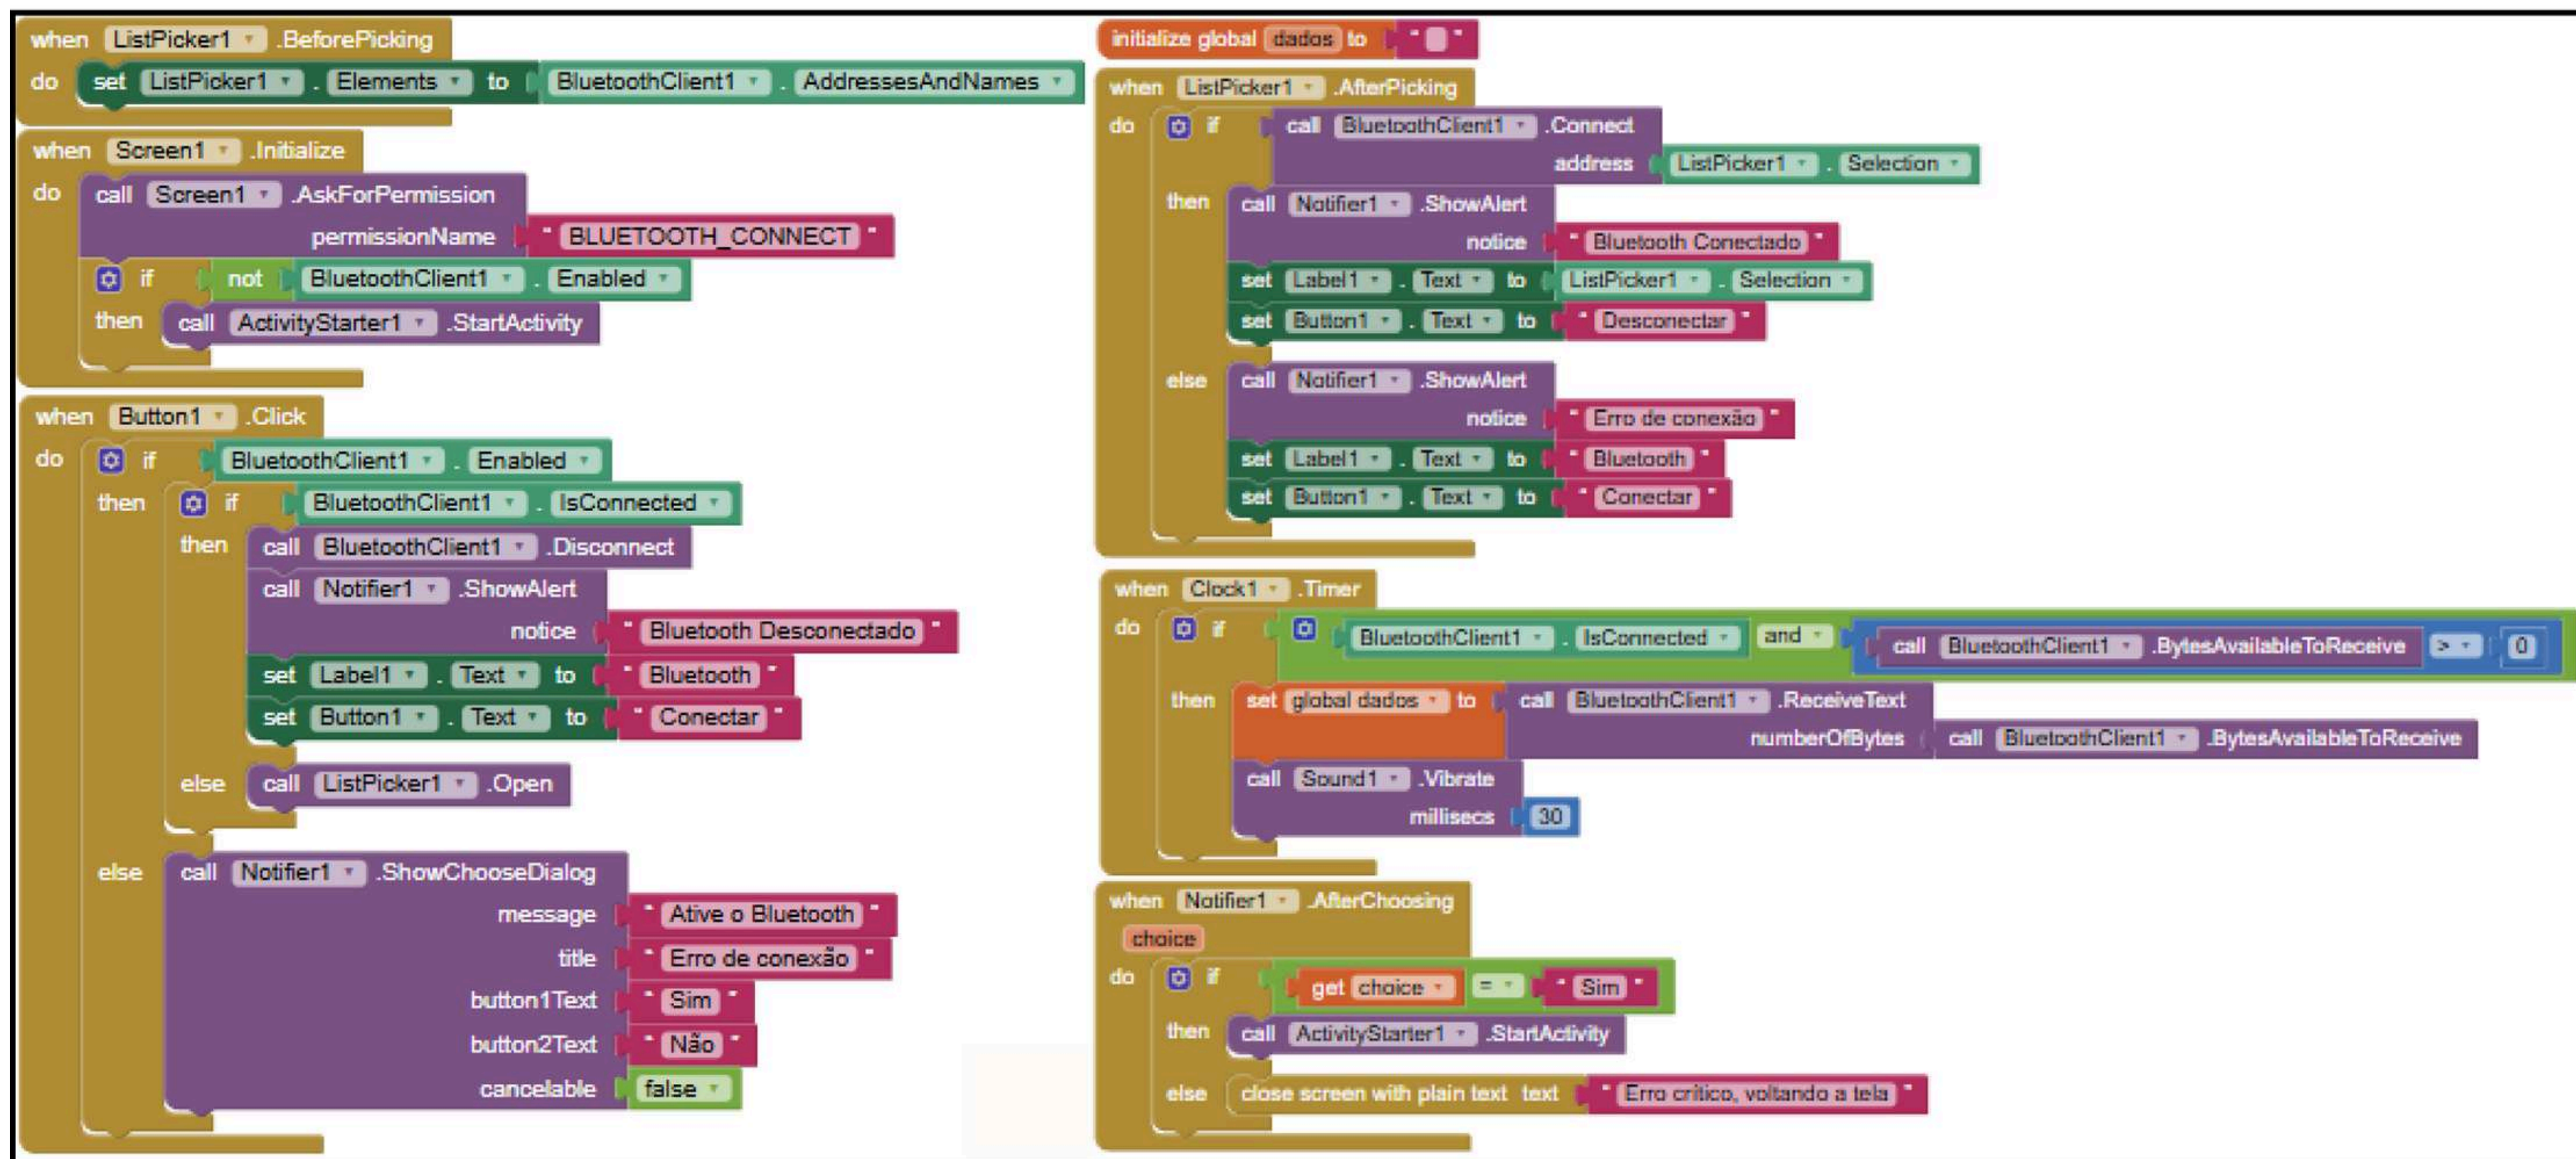 when ListPicker1 .BeforePicking
do set ListPicker1 . Elements to BluetoothClient1 . AddressesAndNames
when Screen1 .Initialize
do call Screen1 .AskForPermission
permissionName " BLUETOOTH_CONNECT "
if not BluetoothClient1 . Enabled
then call ActivityStarter1 .StartActivity
when Button1 .Click
do if BluetoothClient1 . Enabled
then if BluetoothClient1 . IsConnected
then call BluetoothClient1 .Disconnect
call Notifier1 .ShowAlert
notice " Bluetooth Desconectado "
set Label1 . Text to " Bluetooth "
set Button1 . Text to " Conectar "
else call ListPicker1 .Open
else call Notifier1 .ShowChooseDialog
message " Ative o Bluetooth "
title " Erro de conexão "
button1Text " Sim "
button2Text " Não "
cancelable false
initialize global dados to " "
when ListPicker1 .AfterPicking
do if call BluetoothClient1 .Connect
address ListPicker1 . Selection
then call Notifier1 .ShowAlert
notice " Bluetooth Conectado "
set Label1 . Text to ListPicker1 . Selection
set Button1 . Text to " Desconectar "
else call Notifier1 .ShowAlert
notice " Erro de conexão "
set Label1 . Text to " Bluetooth "
set Button1 . Text to " Conectar "
when Clock1 .Timer
do if BluetoothClient1 . IsConnected and call BluetoothClient1 .BytesAvailableToReceive > 0
then set global dados to call BluetoothClient1 .ReceiveText
numberOfBytes call BluetoothClient1 .BytesAvailableToReceive
call Sound1 .Vibrate
millisecs 30
when Notifier1 .AfterChoosing
choice
do if get choice = " Sim "
then call ActivityStarter1 .StartActivity
else close screen with plain text text " Erro critico, voltando a tela "